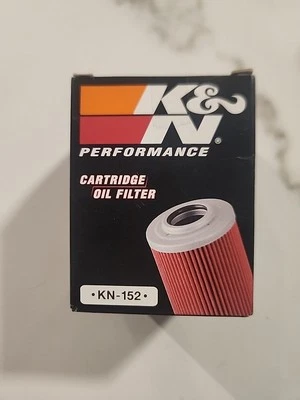 K&N®
PERFORMANCE
CARTRIDGE
OIL FILTER
• KN-152 •